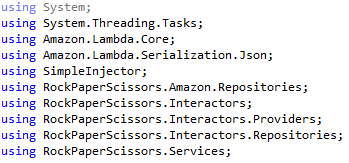 using System;
using System.Threading.Tasks;
using Amazon.Lambda.Core;
using Amazon.Lambda.Serialization.Json;
using SimpleInjector;
using RockPaperScissors.Amazon.Repositories;
using RockPaperScissors.Interactors;
using RockPaperScissors.Interactors.Providers;
using RockPaperScissors.Interactors.Repositories;
using RockPaperScissors.Services;